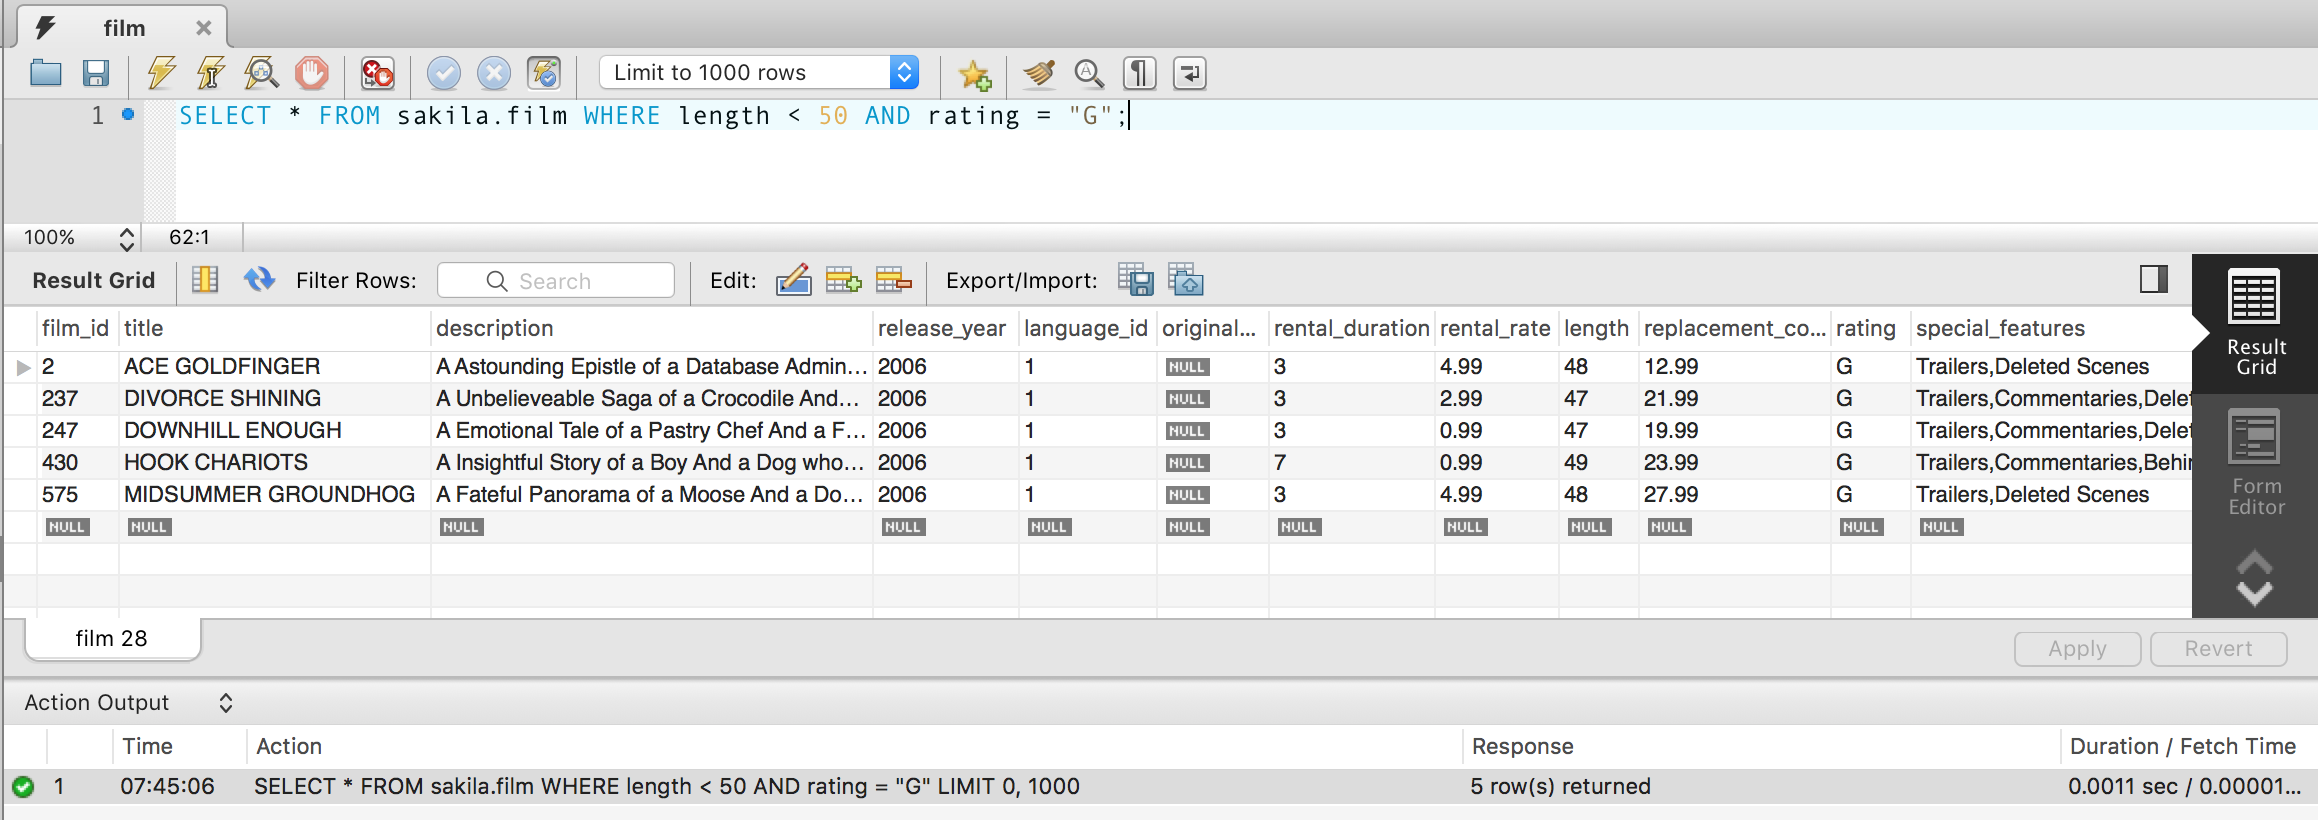 film
Limit to 1000 rows
1 SELECT * FROM sakila.film WHERE length < 50 AND rating = "G";
100% 62:1
Result Grid Filter Rows: Search Edit: Export/Import:
film_id title description release_year language_id original... rental_duration rental_rate length replacement_co... rating special_features
2 ACE GOLDFINGER A Astounding Epistle of a Database Admin... 2006 1 NULL 3 4.99 48 12.99 G Trailers,Deleted Scenes
237 DIVORCE SHINING A Unbelieveable Saga of a Crocodile And... 2006 1 NULL 3 2.99 47 21.99 G Trailers,Commentaries,Delet
247 DOWNHILL ENOUGH A Emotional Tale of a Pastry Chef And a F... 2006 1 NULL 3 0.99 47 19.99 G Trailers,Commentaries,Delet
430 HOOK CHARIOTS A Insightful Story of a Boy And a Dog who... 2006 1 NULL 7 0.99 49 23.99 G Trailers,Commentaries,Behin
575 MIDSUMMER GROUNDHOG A Fateful Panorama of a Moose And a Do... 2006 1 NULL 3 4.99 48 27.99 G Trailers,Deleted Scenes
NULL NULL NULL NULL NULL NULL NULL NULL NULL NULL NULL NULL
Result
Grid
Form
Editor
film 28
Apply Revert
Action Output
Time Action Response Duration / Fetch Time
1 07:45:06 SELECT * FROM sakila.film WHERE length < 50 AND rating = "G" LIMIT 0, 1000 5 row(s) returned 0.0011 sec / 0.00001...